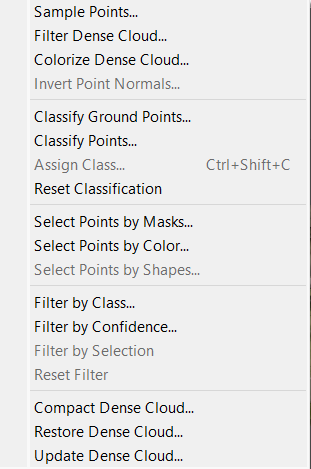 Sample Points...
Filter Dense Cloud...
Colorize Dense Cloud...
Invert Point Normals...
Classify Ground Points...
Classify Points...
Assign Class... Ctrl+Shift+C
Reset Classification
Select Points by Masks...
Select Points by Color...
Select Points by Shapes...
Filter by Class...
Filter by Confidence...
Filter by Selection
Reset Filter
Compact Dense Cloud...
Restore Dense Cloud...
Update Dense Cloud...